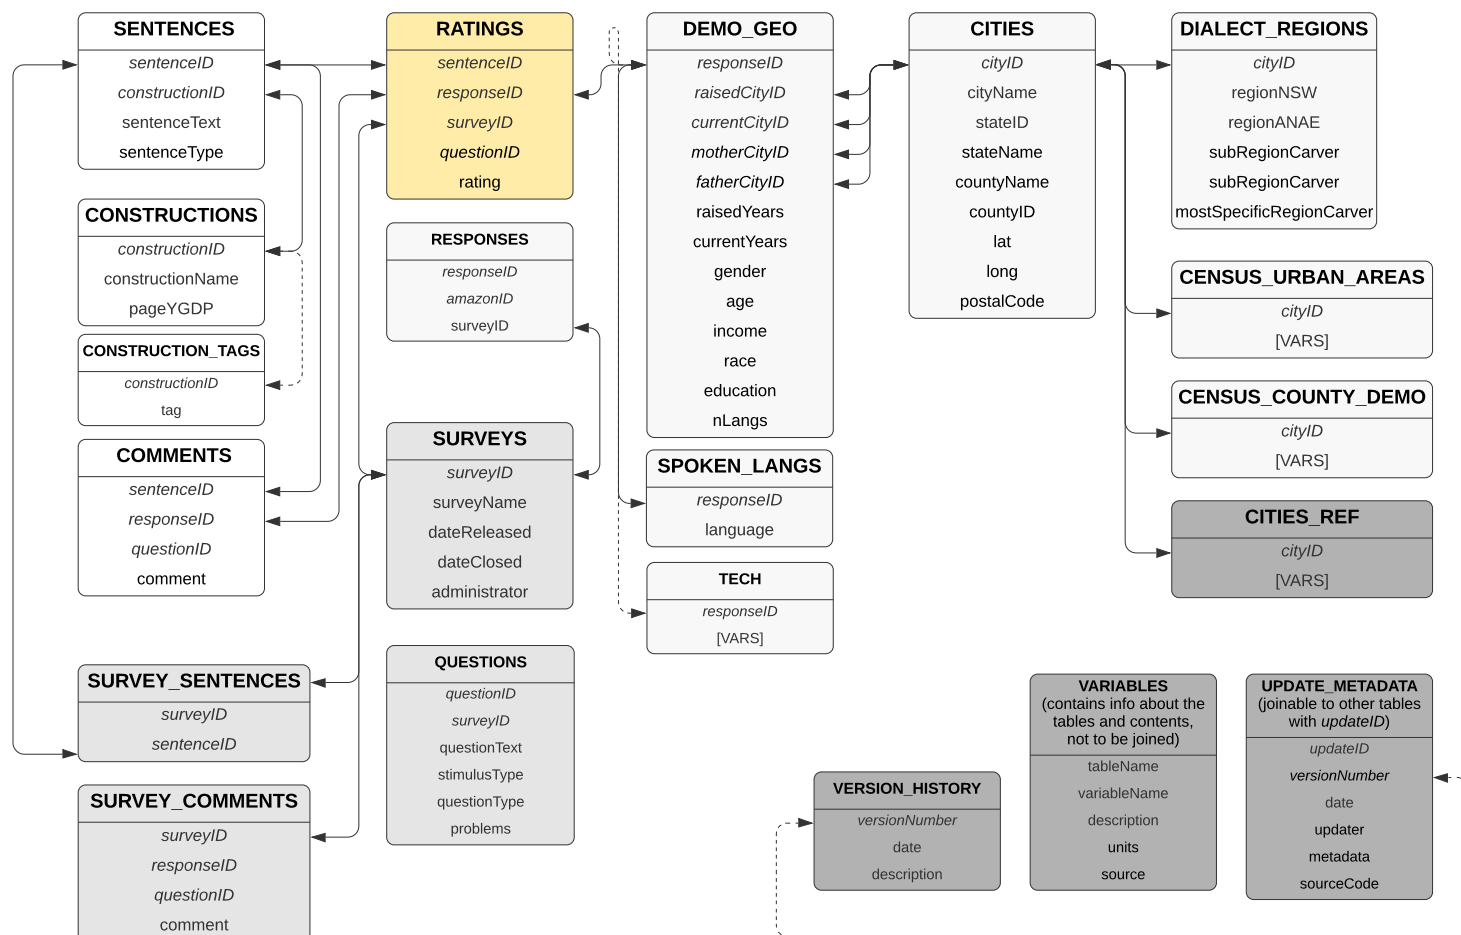 SENTENCES
sentenceID
constructionID
sentenceText
sentenceType
CONSTRUCTIONS
constructionID
constructionName
pageYGDP
CONSTRUCTION_TAGS
constructionID
tag
COMMENTS
sentenceID
responseID
questionID
comment
SURVEY_SENTENCES
surveyID
sentenceID
SURVEY_COMMENTS
surveyID
responseID
questionID
comment
RATINGS
sentenceID
responseID
surveyID
questionID
rating
RESPONSES
responseID
amazonID
surveyID
SURVEYS
surveyID
surveyName
dateReleased
dateClosed
administrator
QUESTIONS
questionID
surveyID
questionText
stimulusType
questionType
problems
DEMO_GEO
responseID
raisedCityID
currentCityID
motherCityID
fatherCityID
raisedYears
currentYears
gender
age
income
race
education
nLangs
SPOKEN_LANGS
responseID
language
TECH
responseID
[VARS]
CITIES
cityID
cityName
stateID
stateName
countyName
countyID
lat
long
postalCode
DIALECT_REGIONS
cityID
regionNSW
regionANAE
subRegionCarver
subRegionCarver
mostSpecificRegionCarver
CENSUS_URBAN_AREAS
cityID
[VARS]
CENSUS_COUNTY_DEMO
cityID
[VARS]
CITIES_REF
cityID
[VARS]
VERSION_HISTORY
versionNumber
date
description
VARIABLES
(contains info about the
tables and contents,
not to be joined)
tableName
variableName
description
units
source
UPDATE_METADATA
(joinable to other tables
with updateID)
updateID
versionNumber
date
updater
metadata
sourceCode